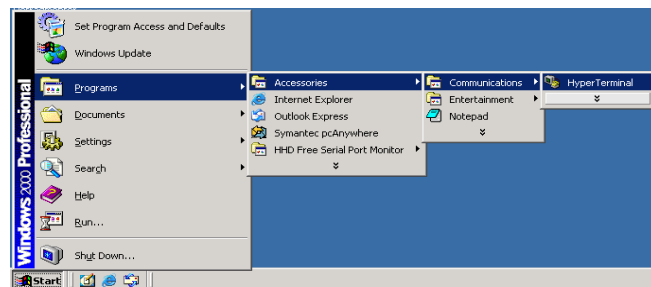 Set Program Access and Defaults
Windows Update
Programs
Documents
Settings
Search
Help
Run...
Shut Down...
Windows 2000 Professional
Accessories
Internet Explorer
Outlook Express
Symantec pcAnywhere
HHD Free Serial Port Monitor
Communications
Entertainment
Notepad
HyperTerminal
Start